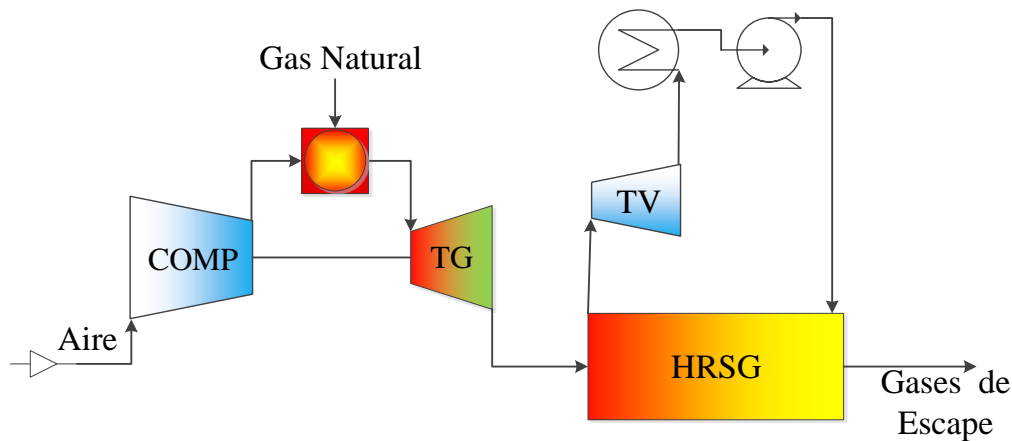 Gas Natural
COMP
TG
TV
Aire
HRSG
Gases de
Escape